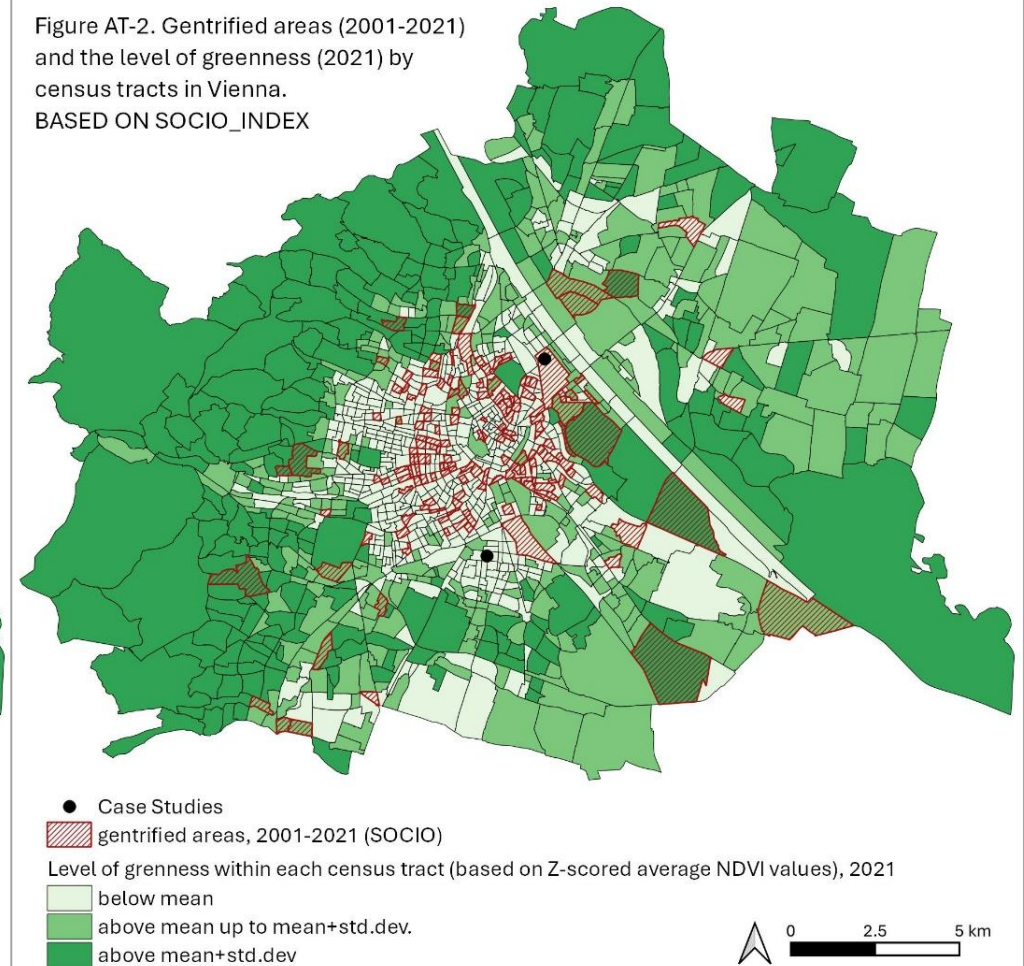 Figure AT-2. Gentrified areas (2001-2021)
and the level of greenness (2021) by
census tracts in Vienna.
BASED ON SOCIO_INDEX
Case Studies
gentrified areas, 2001-2021 (SOCIO)
Level of grenness within each census tract (based on Z-scored average NDVI values), 2021
below mean
above mean up to mean+std.dev.
above mean+std.dev
0 2.5 5 km